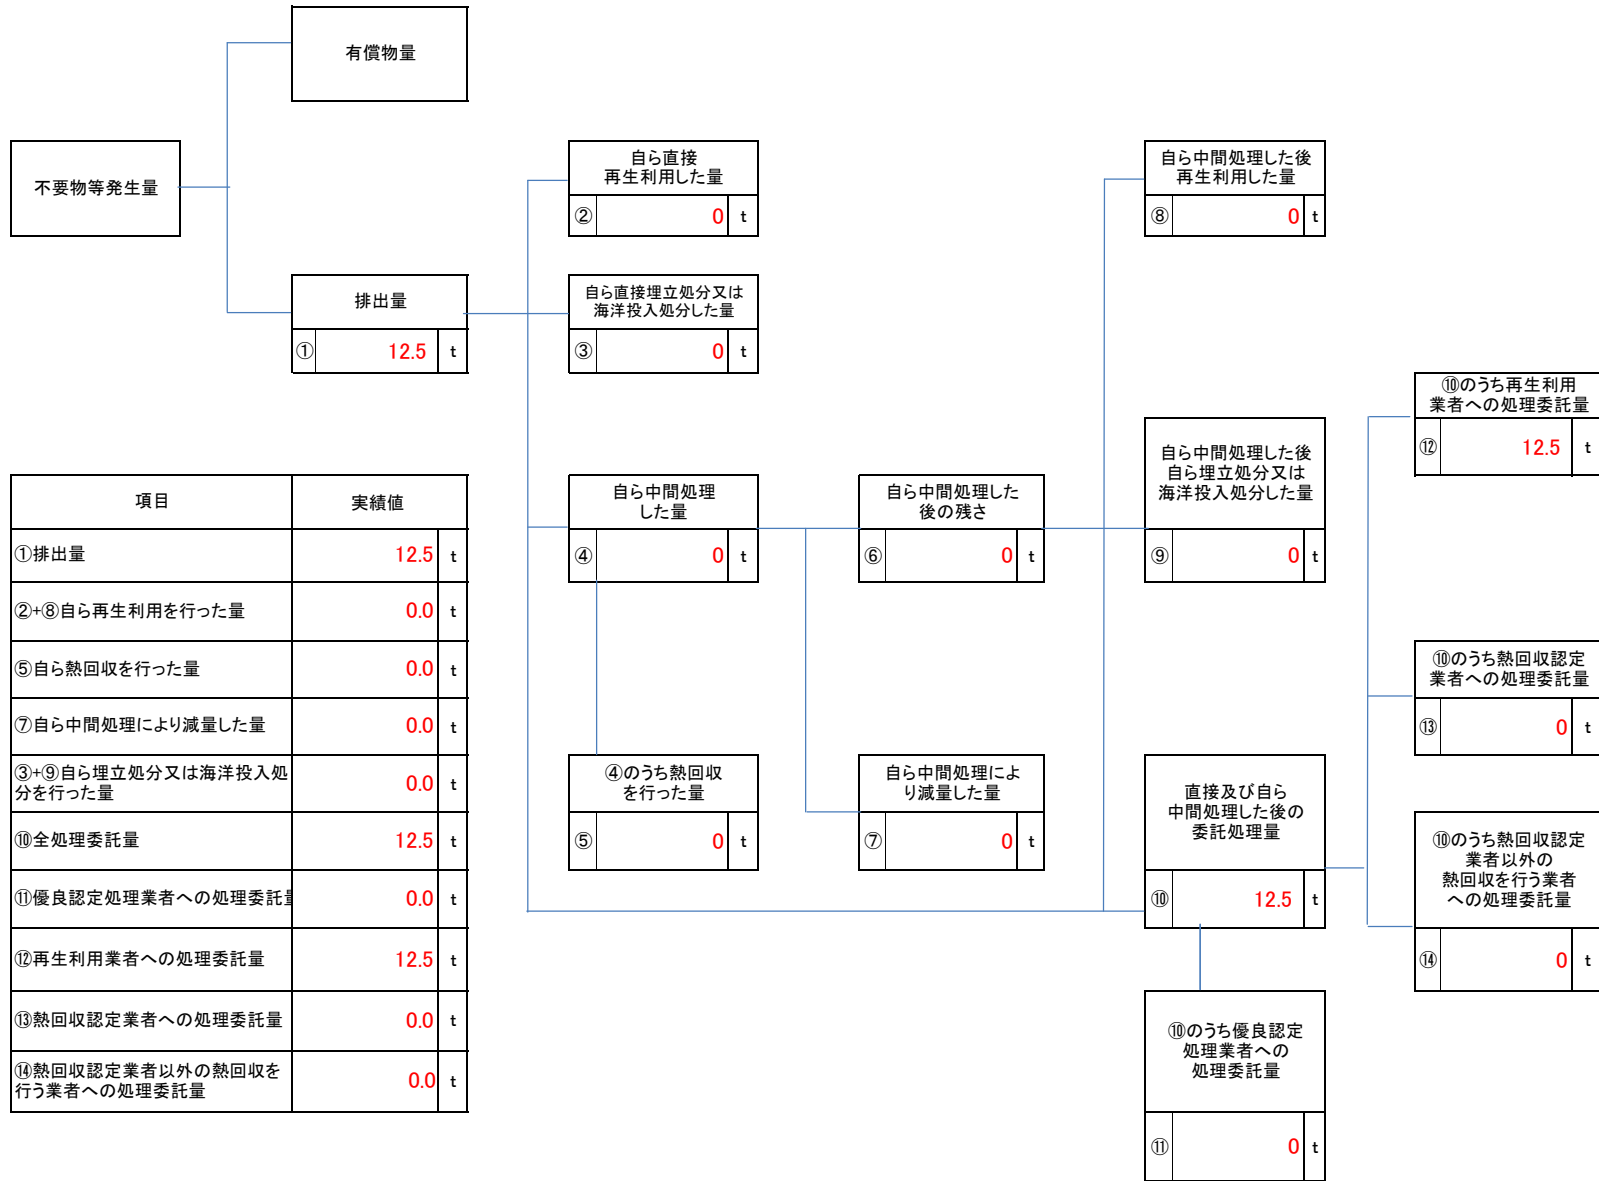 有償物量
不要物等発生量
排出量
① 12.5 t
自ら直接
再生利用した量
② 0 t
自ら直接埋立処分又は
海洋投入処分した量
③ 0 t
自ら中間処理した後
再生利用した量
⑧ 0 t
⑩のうち再生利用
業者への処理委託量
⑫ 12.5 t
自ら中間処理
した量
④ 0 t
自ら中間処理した
後の残さ
⑥ 0 t
自ら中間処理した後
自ら埋立処分又は
海洋投入処分した量
⑨ 0 t
⑩のうち熱回収認定
業者への処理委託量
⑬ 0 t
④のうち熱回収
を行った量
⑤ 0 t
自ら中間処理によ
り減量した量
⑦ 0 t
直接及び自ら
中間処理した後の
委託処理量
⑩ 12.5 t
⑩のうち熱回収認定
業者以外の
熱回収を行う業者
への処理委託量
⑭ 0 t
⑩のうち優良認定
処理業者への
処理委託量
⑪ 0 t
項目 実績値
①排出量 12.5 t
②+⑧自ら再生利用を行った量 0.0 t
⑤自ら熱回収を行った量 0.0 t
⑦自ら中間処理により減量した量 0.0 t
③+⑨自ら埋立処分又は海洋投入処
分を行った量 0.0 t
⑩全処理委託量 12.5 t
⑪優良認定処理業者への処理委託量 0.0 t
⑫再生利用業者への処理委託量 12.5 t
⑬熱回収認定業者への処理委託量 0.0 t
⑭熱回収認定業者以外の熱回収を
行う業者への処理委託量 0.0 t